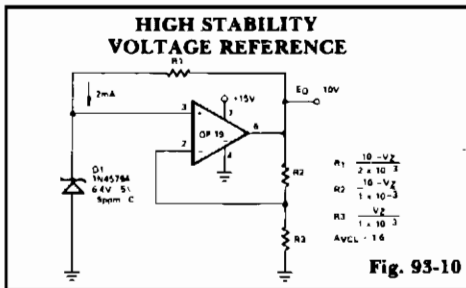 HIGH STABILITY
VOLTAGE REFERENCE
R1
2mA
+15V
EO 10V
3
+
7
OP 19
6
2
−
4
D1
1N4579A
6.4V 5%
5ppm C
R2
R3
R1 10 -VZ
2 x 10-3
R2 10 -VZ
1 x 10-3
R3 VZ
1 x 10-3
AVCL - 1.6
Fig. 93-10